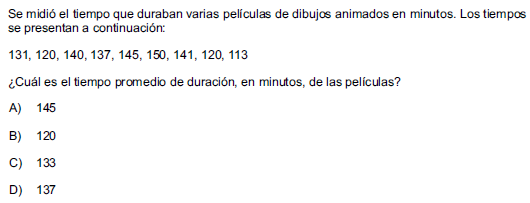 Se midió el tiempo que duraban varias películas de dibujos animados en minutos. Los tiempos
se presentan a continuación:
131, 120, 140, 137, 145, 150, 141, 120, 113
¿Cuál es el tiempo promedio de duración, en minutos, de las películas?
A) 145
B) 120
C) 133
D) 137